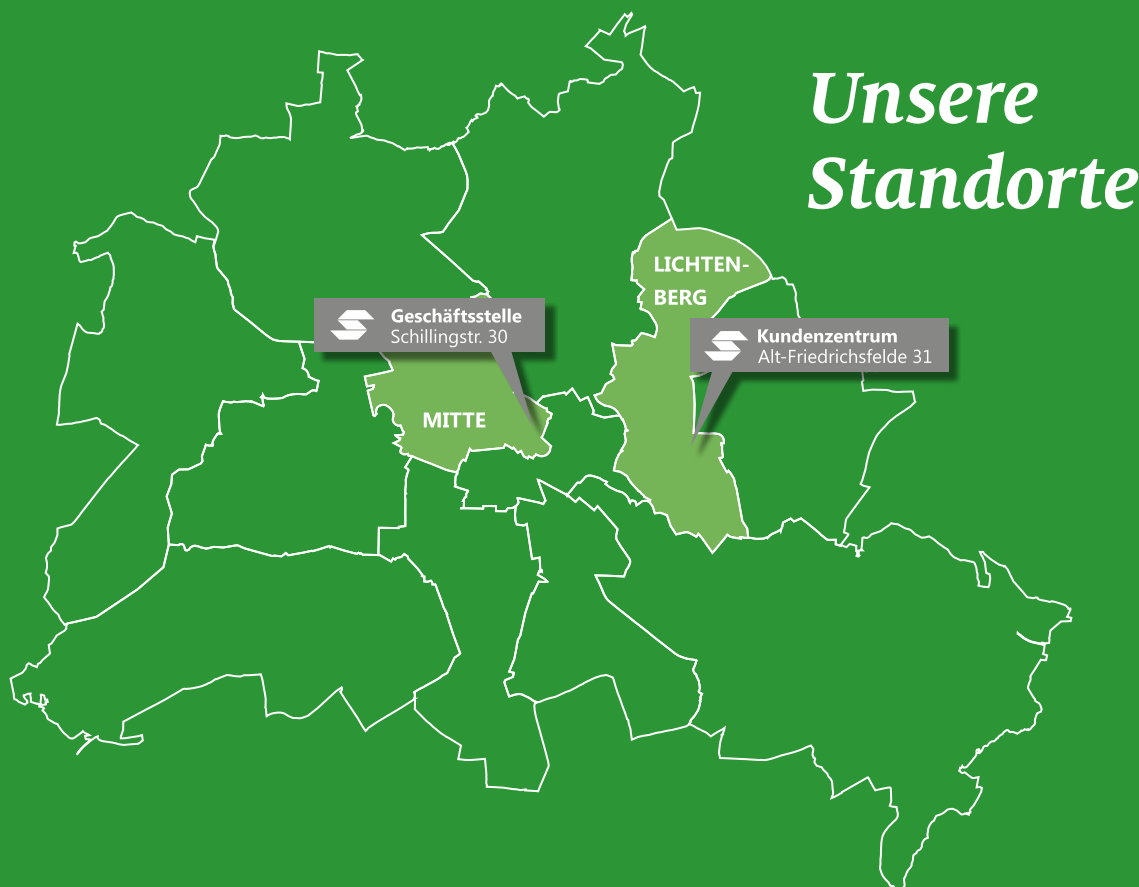 Unsere
Standorte
LICHTEN-
BERG
Geschäftsstelle
Schillingstr. 30
Kundenzentrum
Alt-Friedrichsfelde 31
MITTE